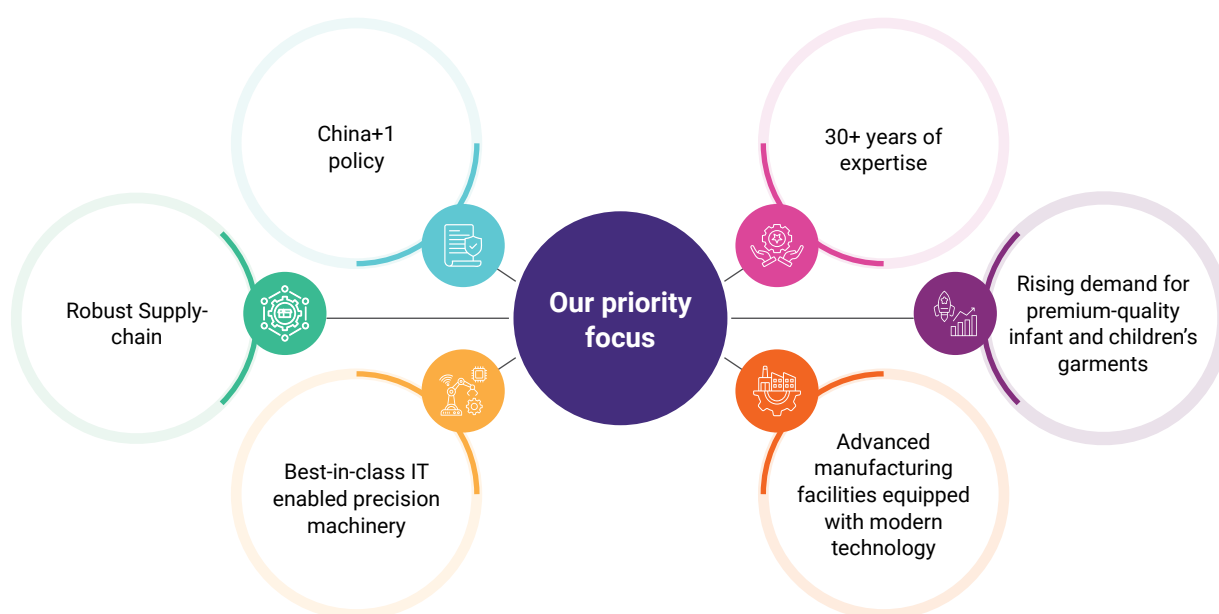 China+1
policy
30+ years of
expertise
Robust Supply-
chain
Our priority
focus
Rising demand for
premium-quality
infant and children’s
garments
Best-in-class IT
enabled precision
machinery
Advanced
manufacturing
facilities equipped
with modern
technology